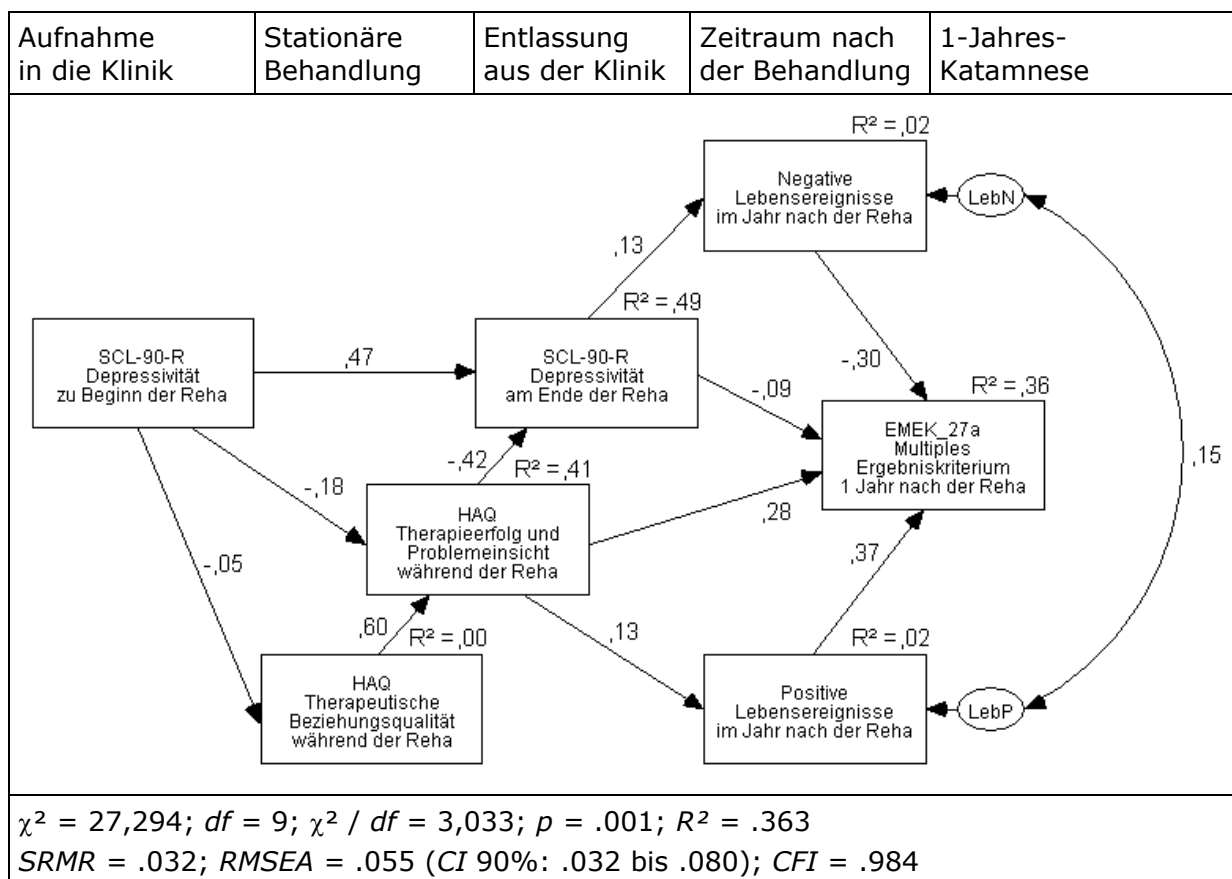 Aufnahme
in die Klinik
Stationäre
Behandlung
Entlassung
aus der Klinik
Zeitraum nach
der Behandlung
1-Jahres-
Katamnese
R² = ,02
Negative
Lebensereignisse
im Jahr nach der Reha
LebN
,13
R² = ,49
SCL-90-R
Depressivität
zu Beginn der Reha
,47
SCL-90-R
Depressivität
am Ende der Reha
-,30
-,09
R² = ,36
EMEK_27a
Multiples
Ergebniskriterium
1 Jahr nach der Reha
,15
-,42
R² = ,41
-,18
HAQ
Therapieerfolg und
Problemeinsicht
während der Reha
,28
,37
-,05
,60
R² = ,00
,13
R² = ,02
HAQ
Therapeutische
Beziehungsqualität
während der Reha
Positive
Lebensereignisse
im Jahr nach der Reha
LebP
χ² = 27,294; df = 9; χ² / df = 3,033; p = .001; R² = .363
SRMR = .032; RMSEA = .055 (CI 90%: .032 bis .080); CFI = .984